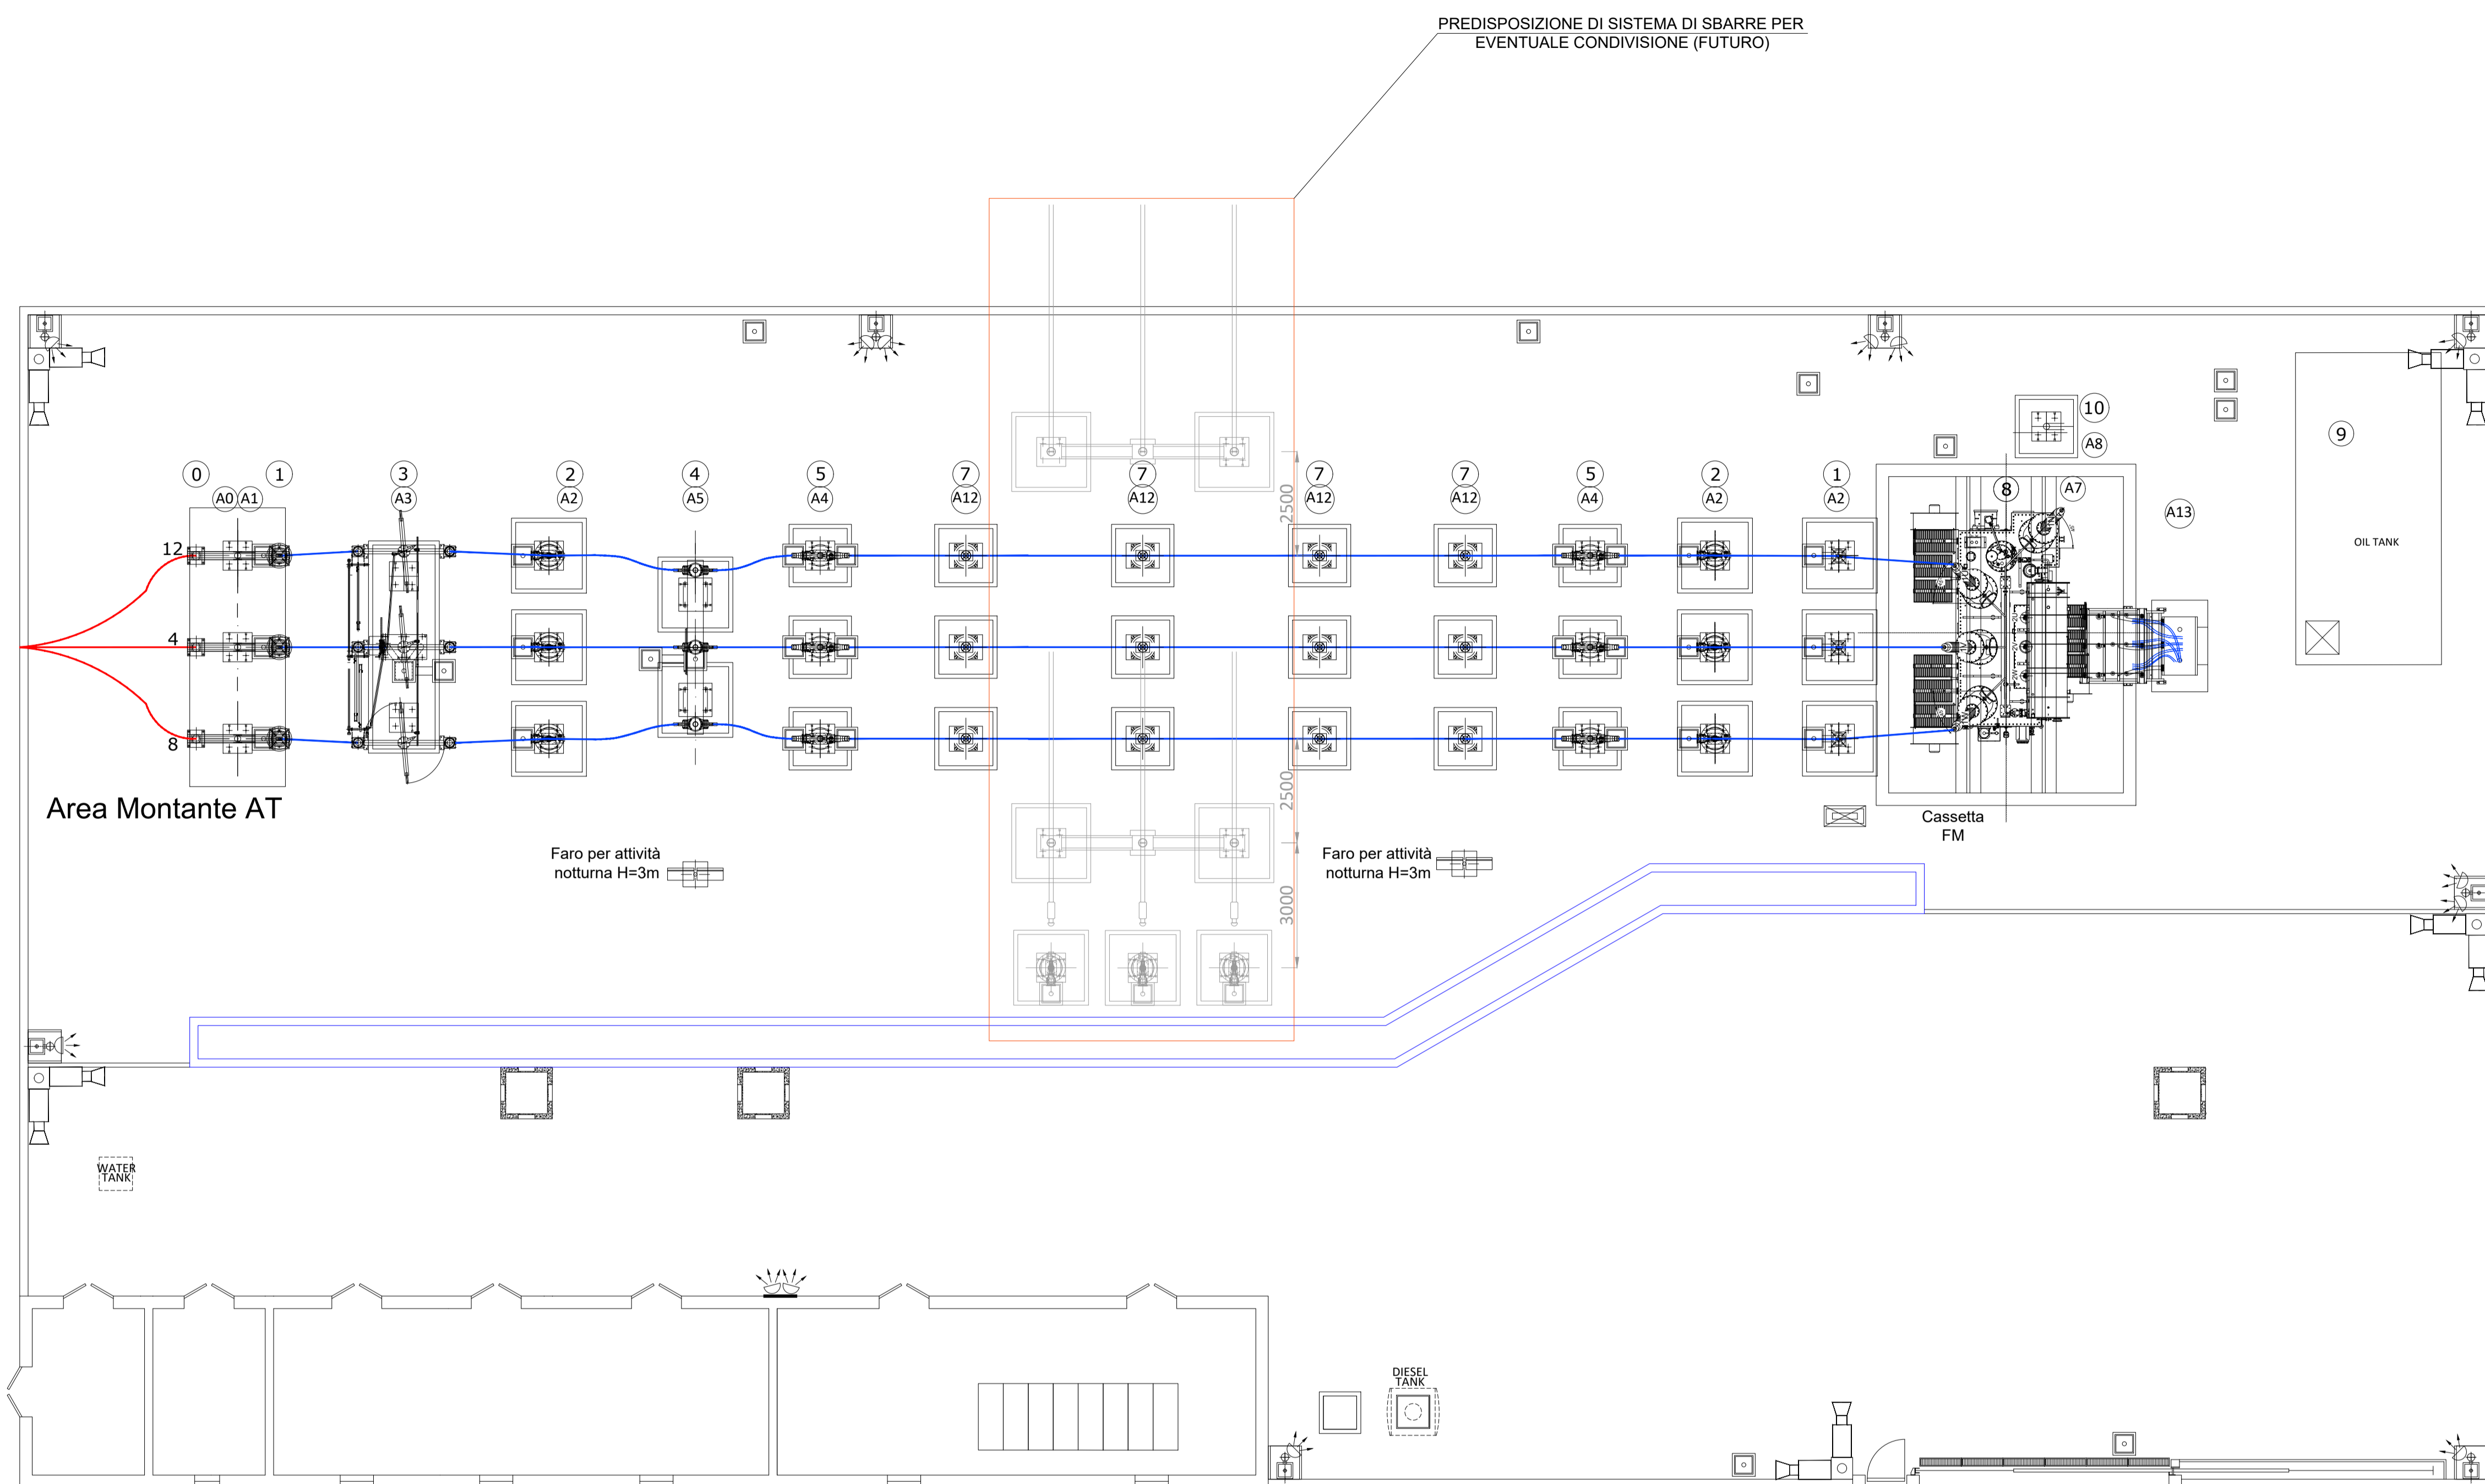 PREDISPOSIZIONE DI SISTEMA DI SBARRE PER
EVENTUALE CONDIVISIONE (FUTURO)
10
A8
9
0
1
3
2
4
5
7
7
7
7
5
2
1
8
A7
A0
A1
A3
A2
A5
A4
A12
A12
A12
A12
A4
A2
A2
A13
2500
12
4
8
OIL TANK
2U
2V
2W
Area Montante AT
2500
Cassetta
FM
Faro per attività
notturna H=3m
Faro per attività
notturna H=3m
3000
WATER
TANK
DIESEL
TANK